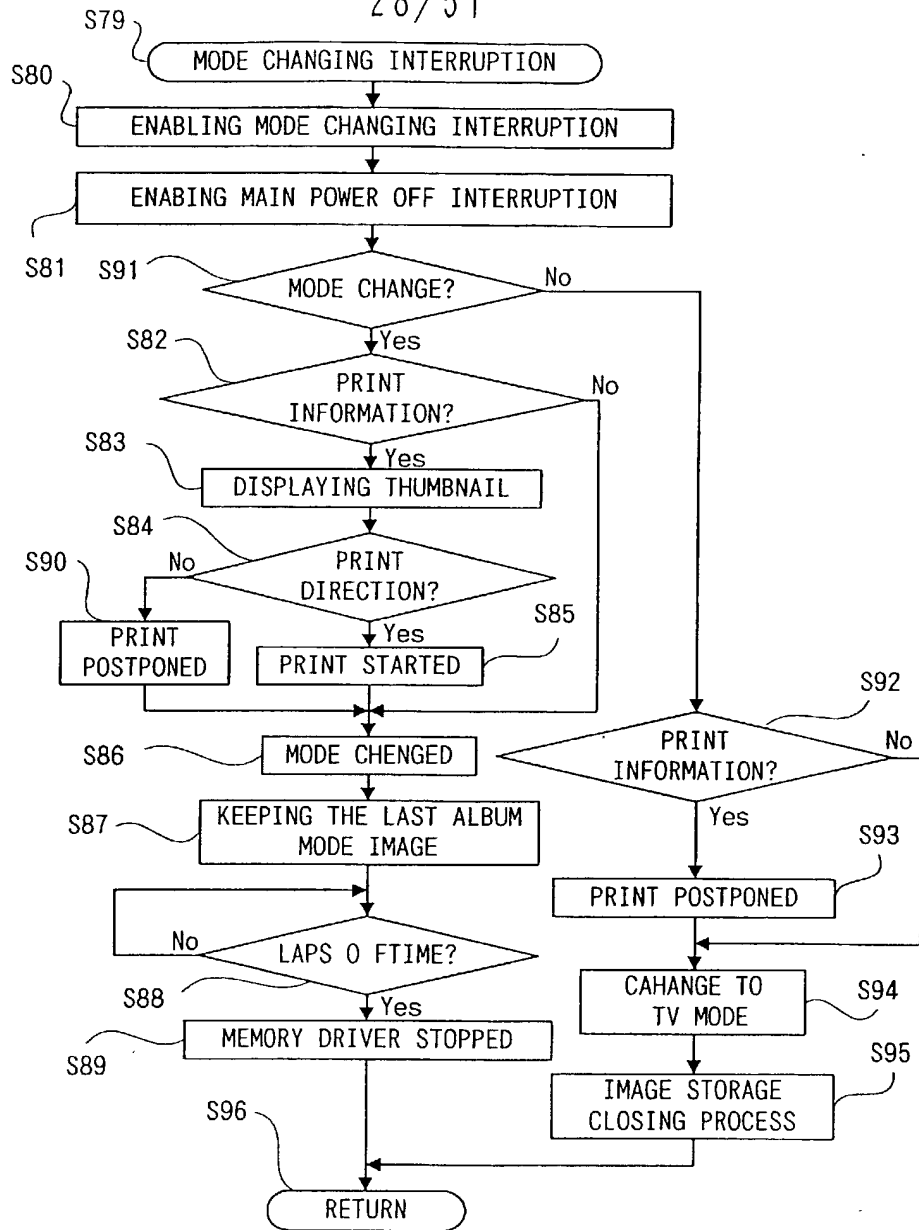 28/51
S79
MODE CHANGING INTERRUPTION
S80
ENABLING MODE CHANGING INTERRUPTION
ENABING MAIN POWER OFF INTERRUPTION
S81
S91
MODE CHANGE?
No
Yes
S82
PRINT
INFORMATION?
No
Yes
S83
DISPLAYING THUMBNAIL
S84
PRINT
DIRECTION?
No
S90
Yes
PRINT
POSTPONED
S85
PRINT STARTED
S86
MODE CHENGED
S87
KEEPING THE LAST ALBUM
MODE IMAGE
LAPS O FTIME?
No
S88
Yes
MEMORY DRIVER STOPPED
S89
S92
PRINT
INFORMATION?
No
Yes
S93
PRINT POSTPONED
CAHANGE TO
TV MODE
S94
S95
IMAGE STORAGE
CLOSING PROCESS
S96
RETURN